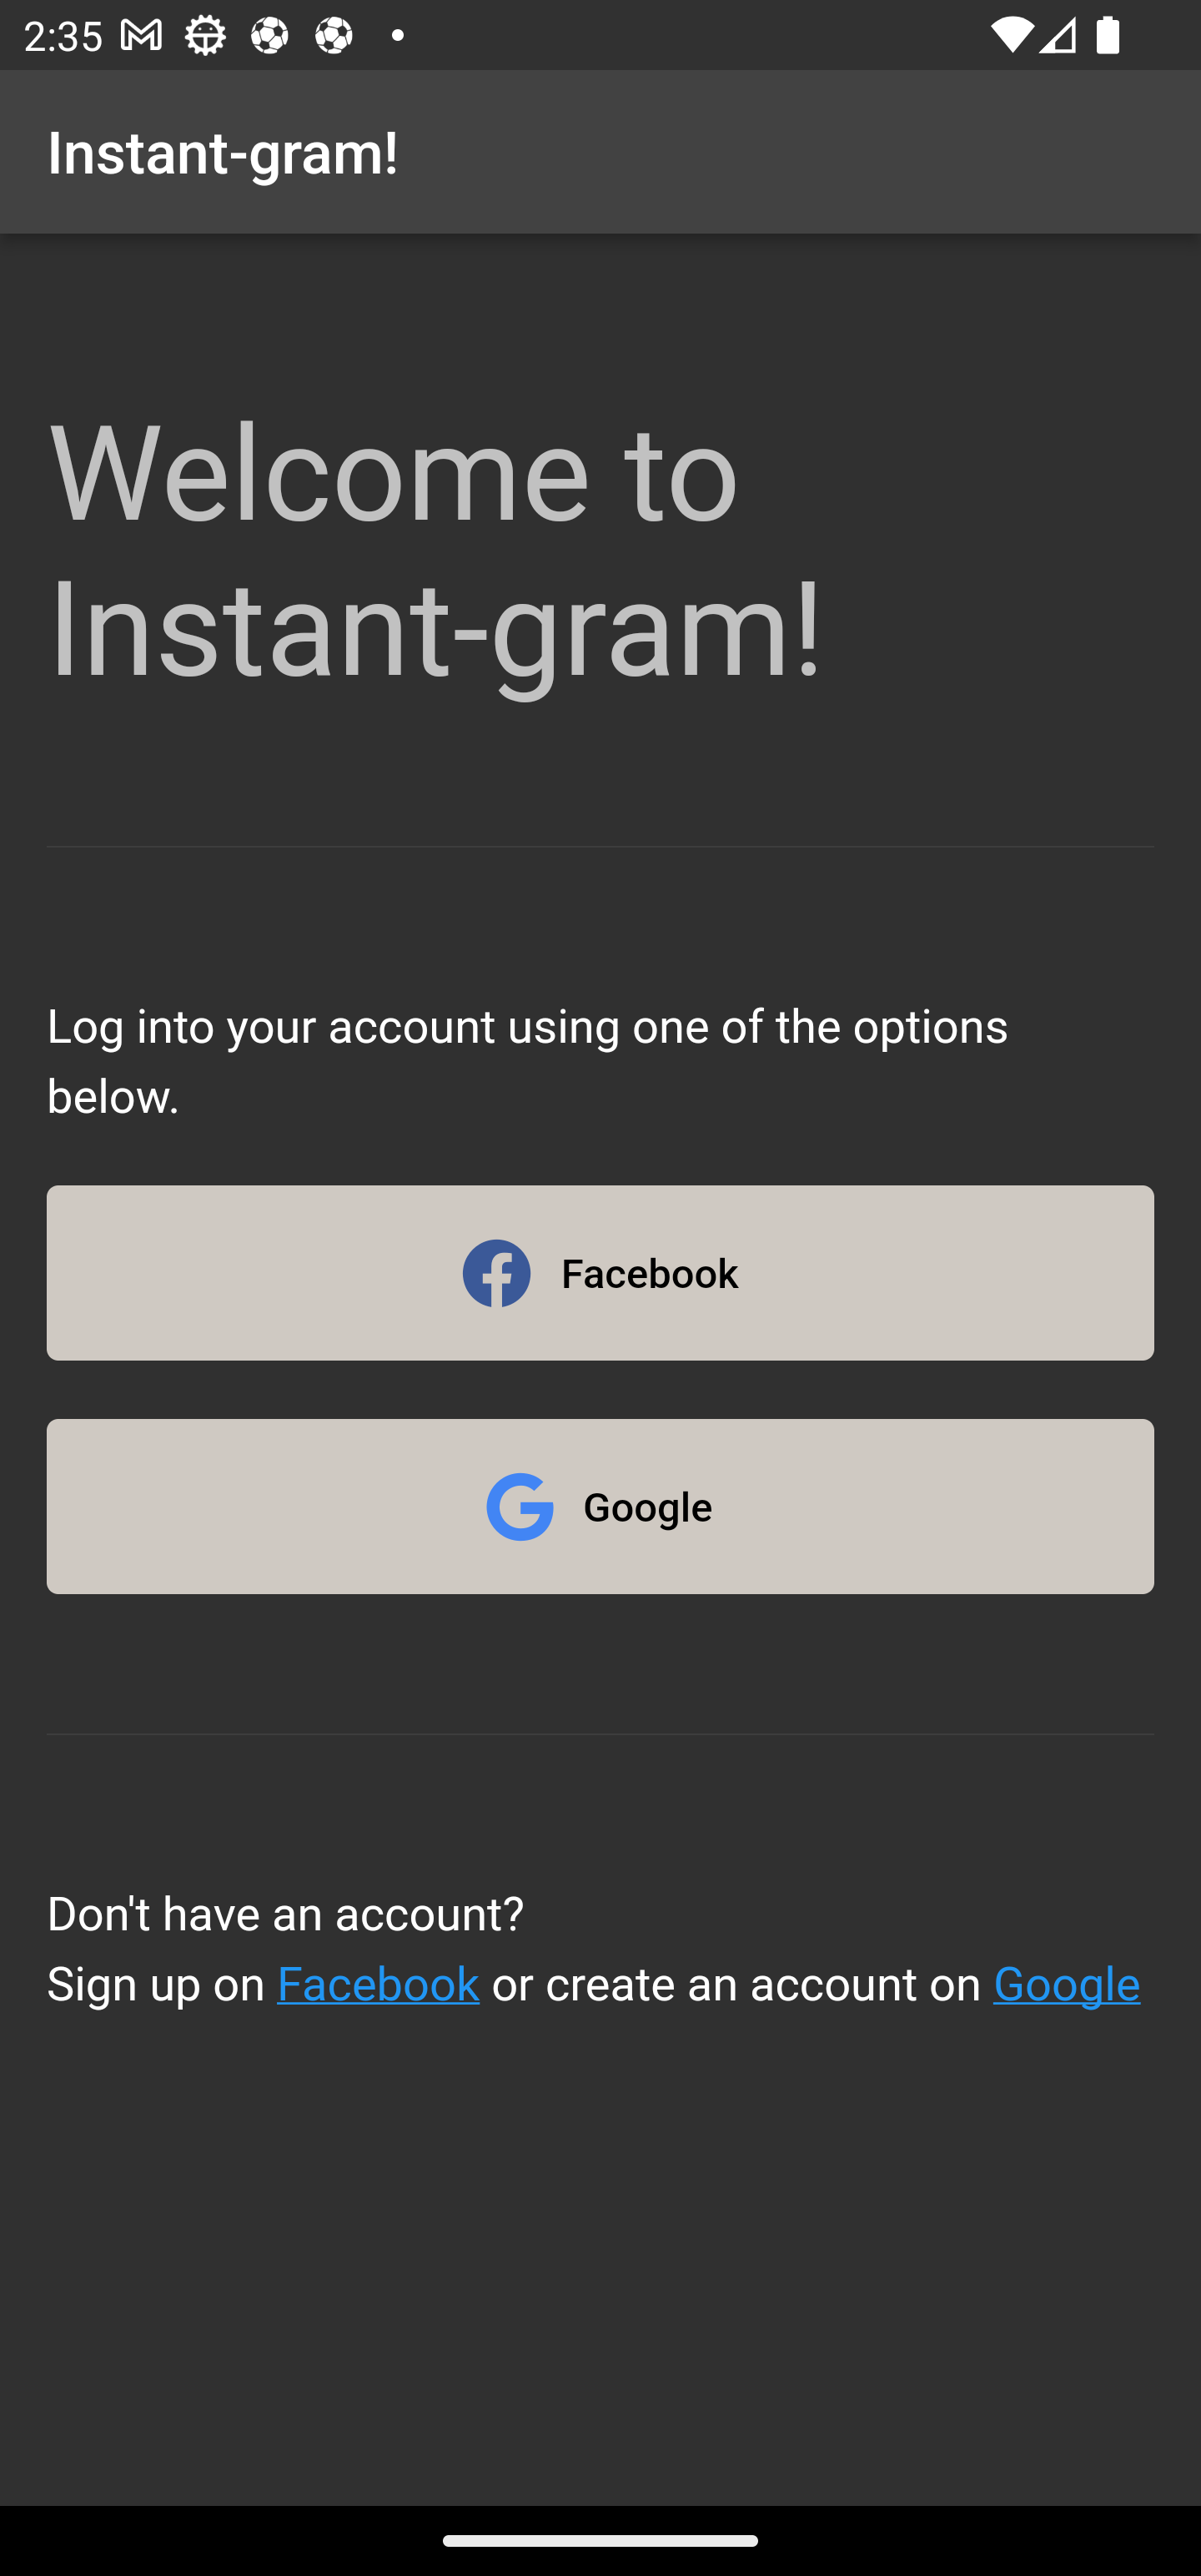 2:35
Instant-gram!
Welcome to
Instant-gram!
Log into your account using one of the options
below.
Facebook
Google
Don't have an account?
Sign up on Facebook or create an account on Google